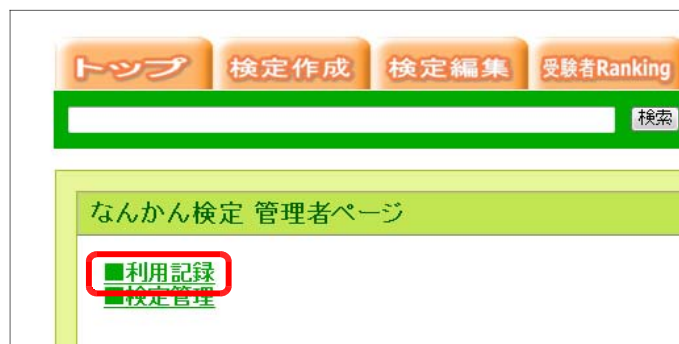 トップ 検定作成 検定編集 受験者Ranking
検索
なんかん検定 管理者ページ
■利用記録
■検定管理